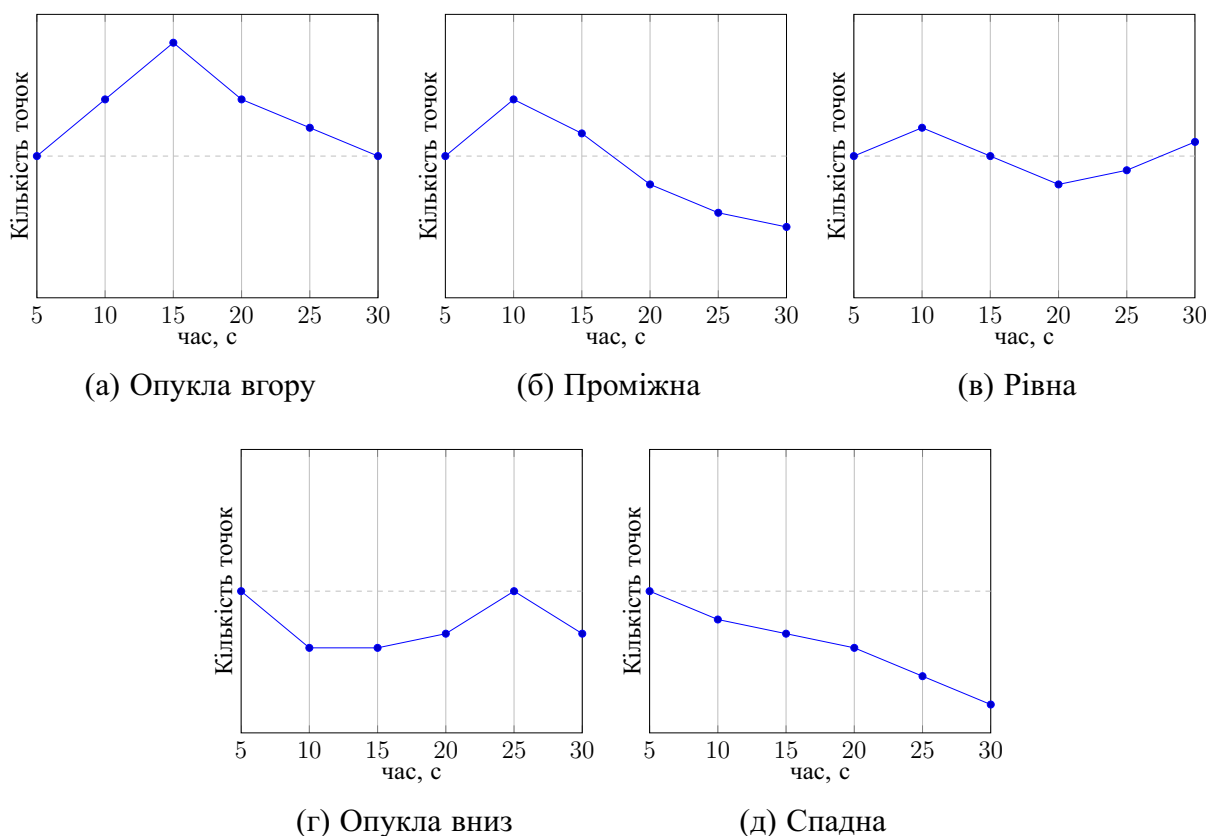 Кількість точок
5 10 15 20 25 30
час, с
(а) Опукла вгору
Кількість точок
5 10 15 20 25 30
час, с
(б) Проміжна
Кількість точок
5 10 15 20 25 30
час, с
(в) Рівна
Кількість точок
5 10 15 20 25 30
час, с
(г) Опукла вниз
Кількість точок
5 10 15 20 25 30
час, с
(д) Спадна